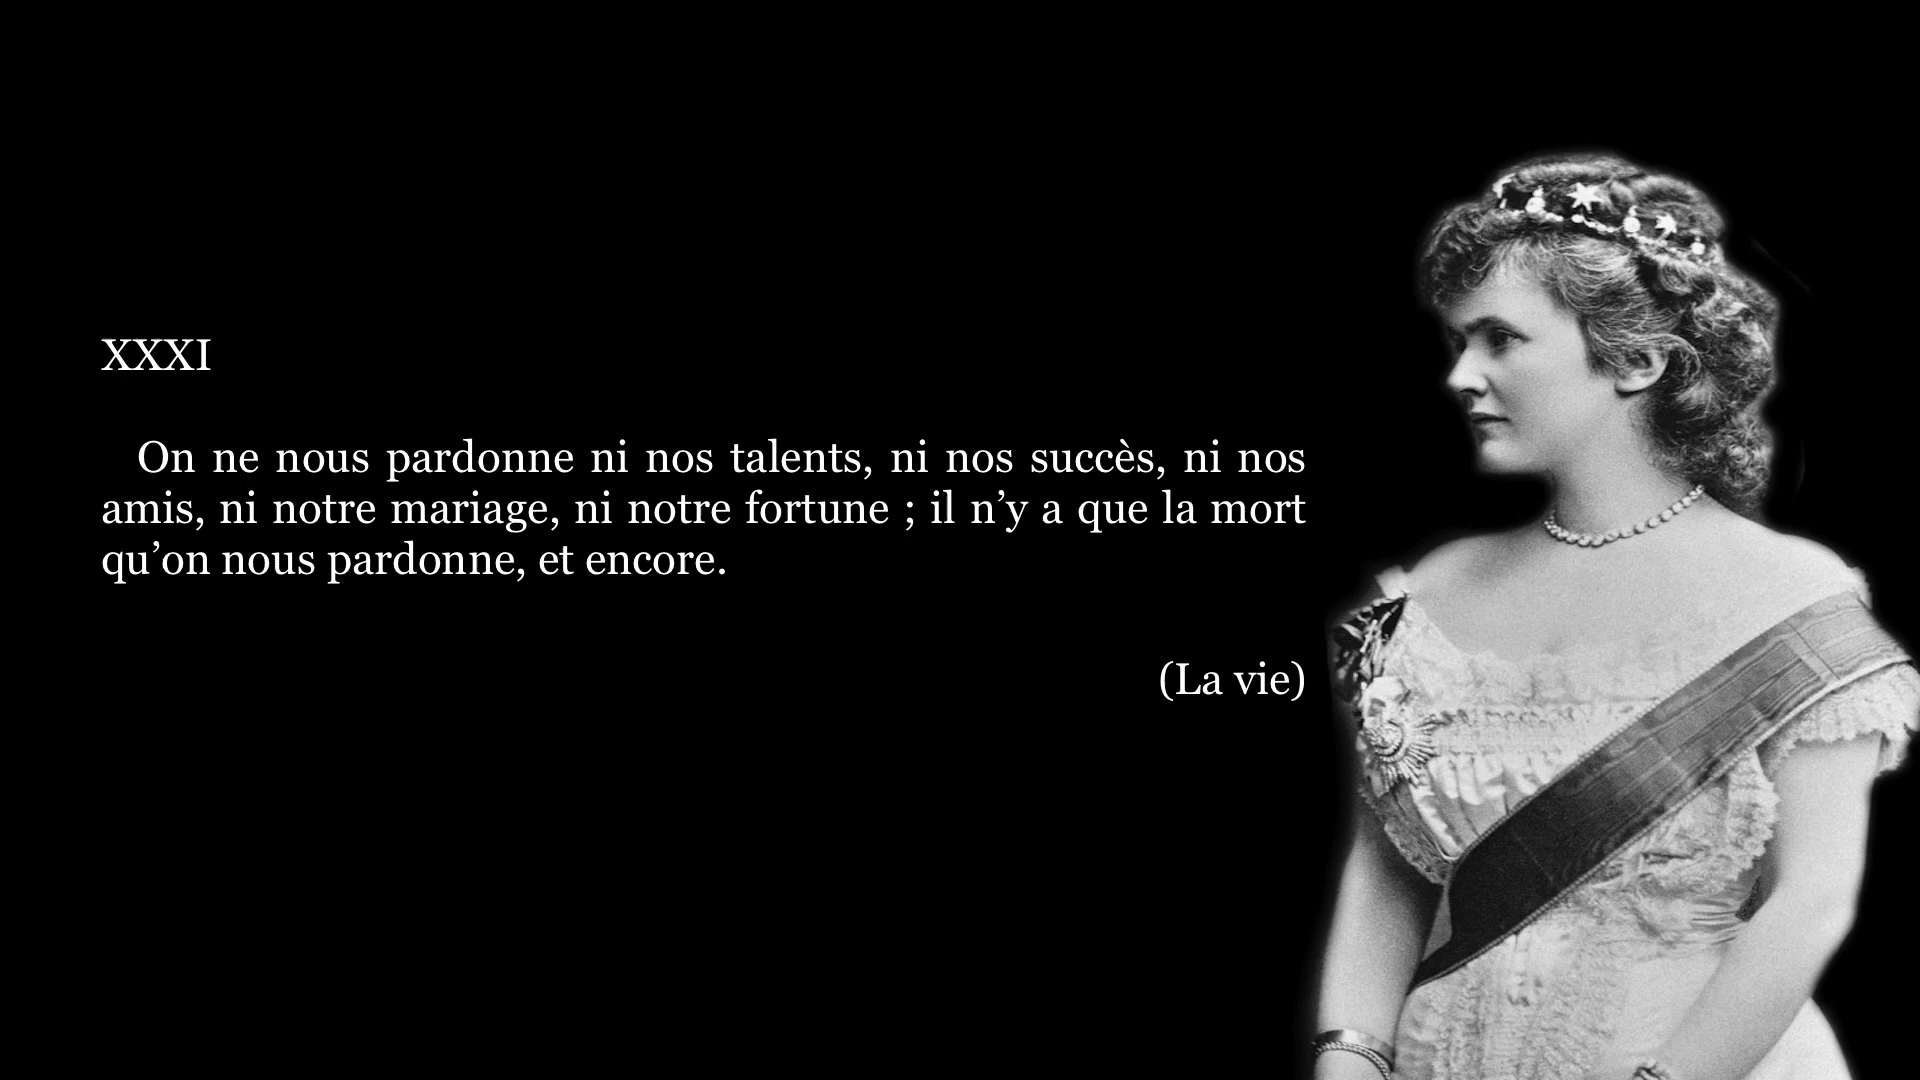 XXXI
On ne nous pardonne ni nos talents, ni nos succès, ni nos
amis, ni notre mariage, ni notre fortune ; il n’y a que la mort
qu’on nous pardonne, et encore.
(La vie)